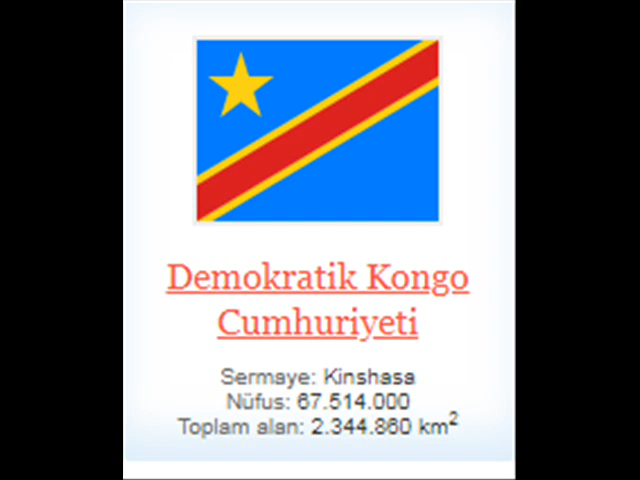 Demokratik Kongo
Cumhuriyeti
Sermaye: Kinshasa
Nüfus: 67.514.000
Toplam alan: 2.344.860 km²